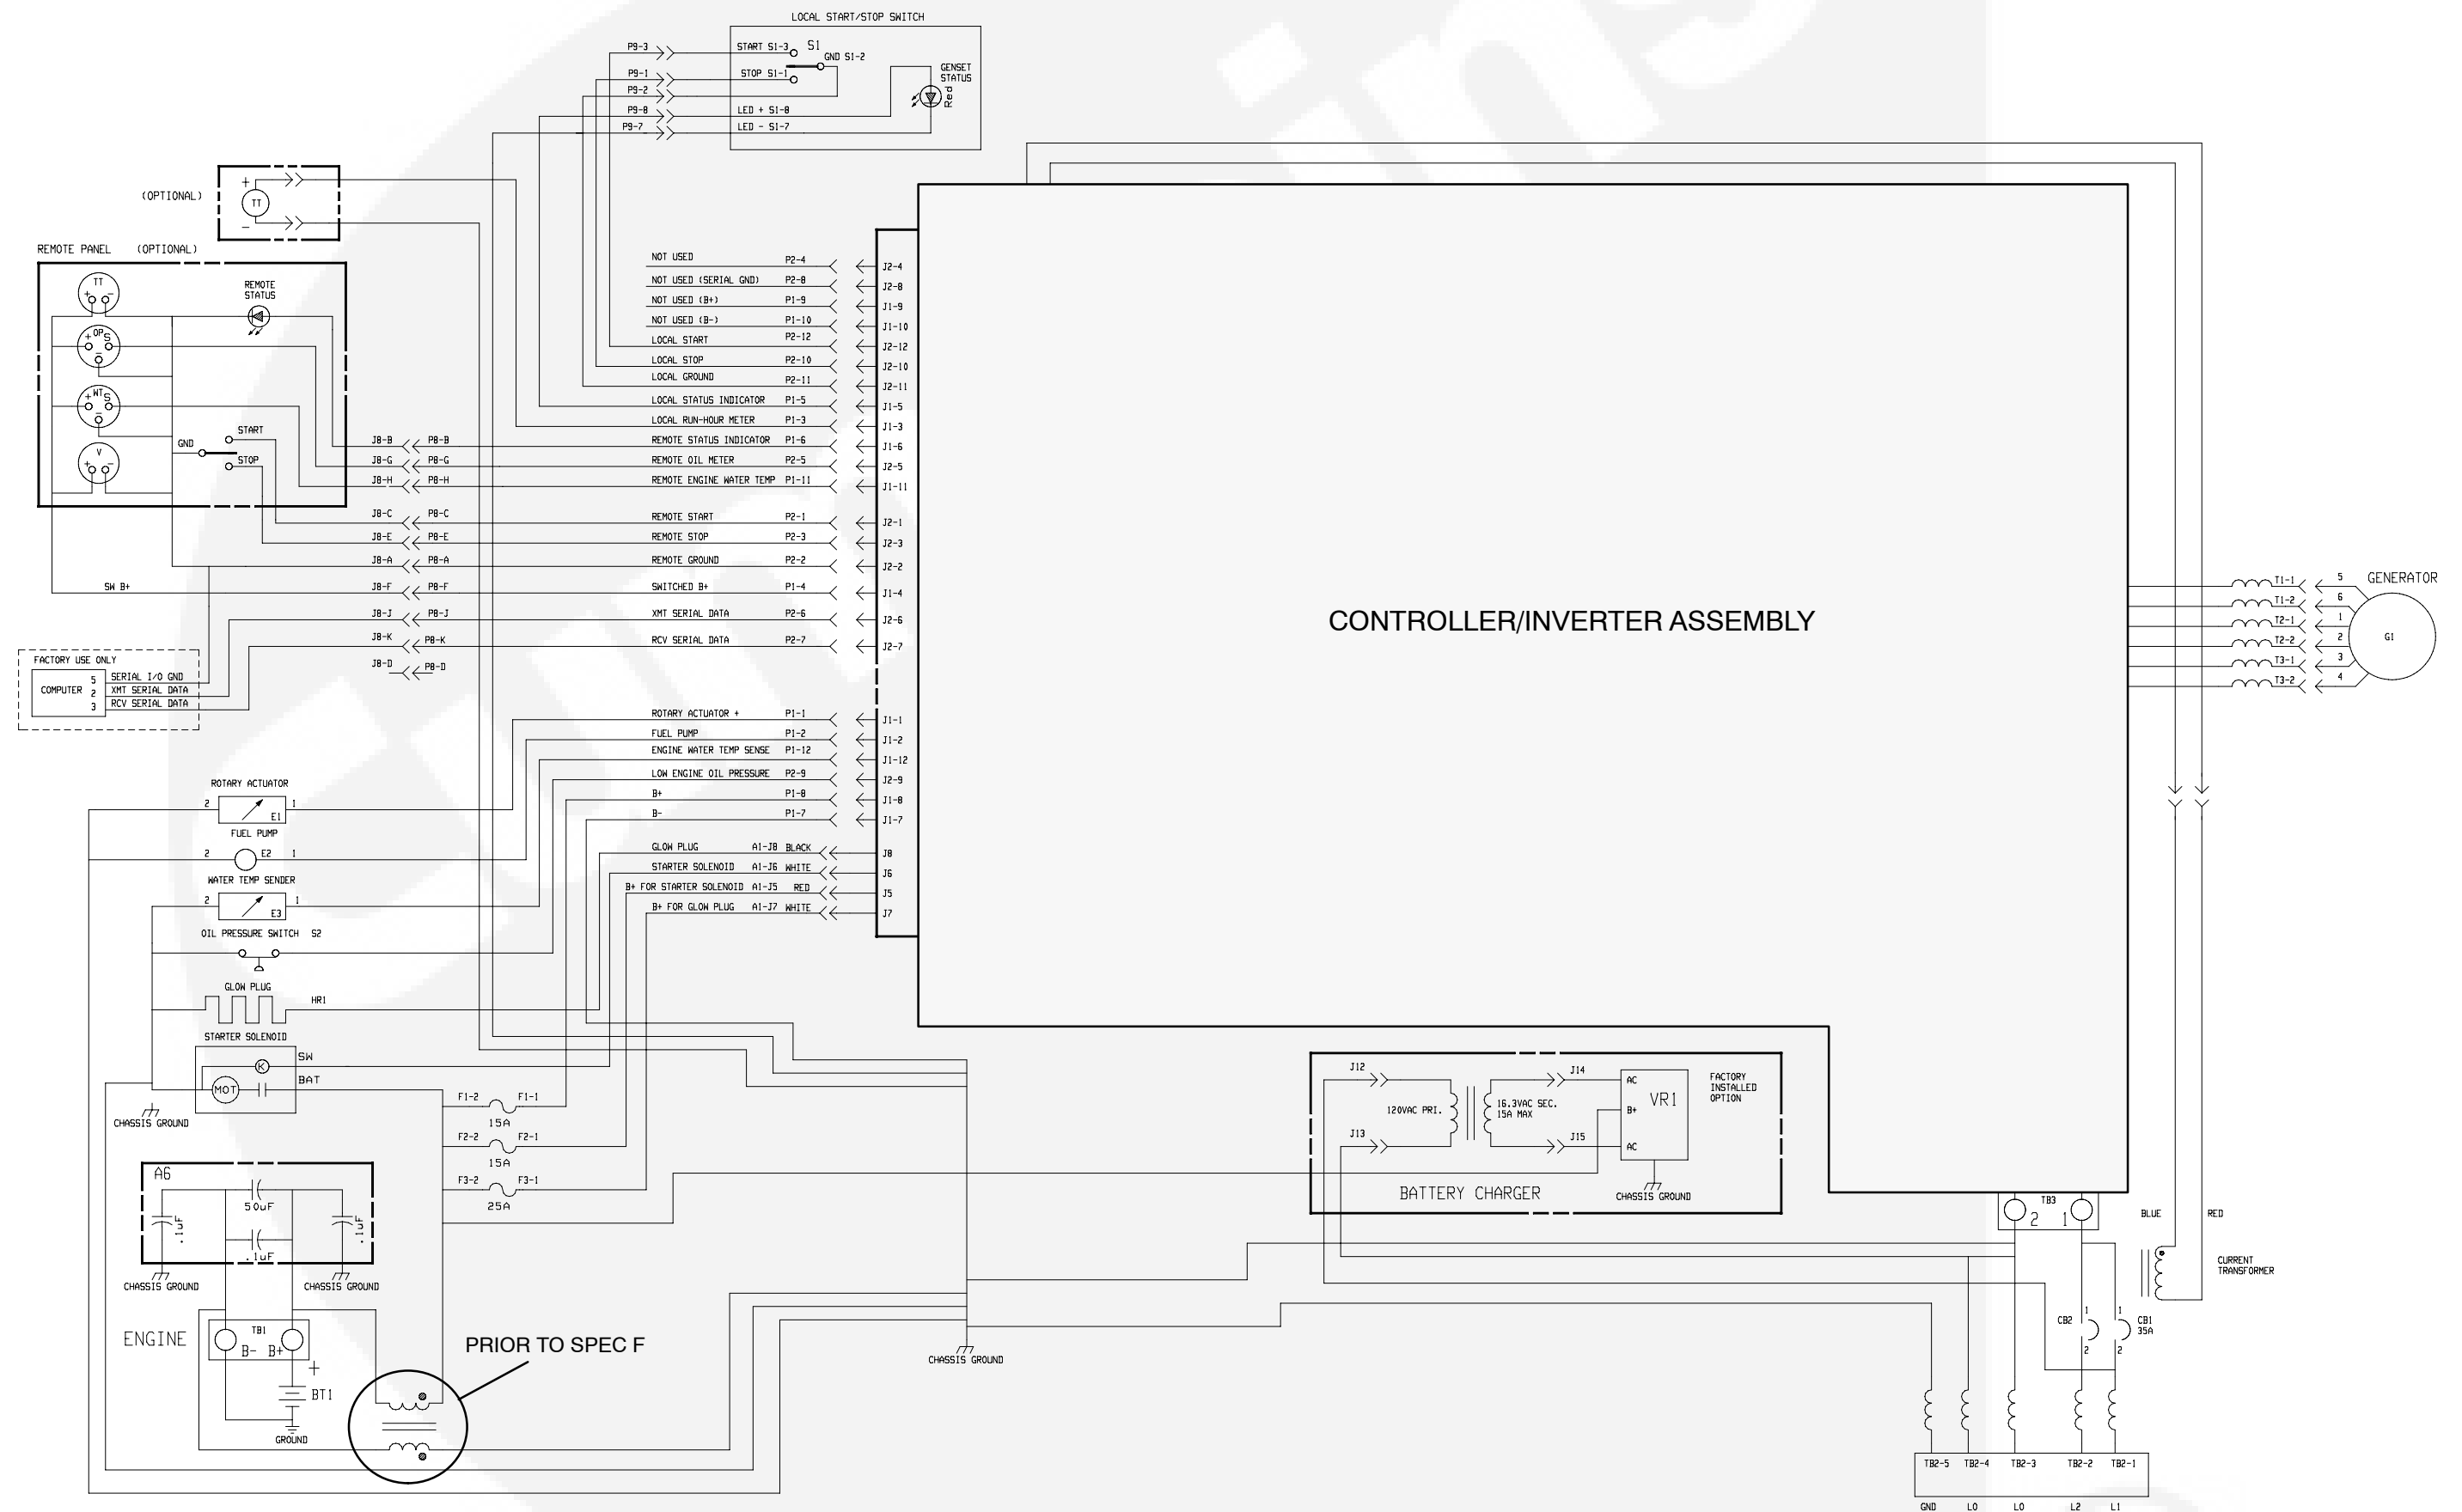 LOCAL START/STOP SWITCH
P9-3
START S1-3
S1
GND S1-2
P9-1
STOP S1-1
GENSET
STATUS
Red
P9-2
P9-8
LED + S1-8
P9-7
LED - S1-7
(OPTIONAL)
+
TT
-
REMOTE PANEL (OPTIONAL)
TT
+ -
REMOTE
STATUS
OP
+ S
-
WT
+ S
-
V
+ -
GND
START
STOP
NOT USED P2-4 J2-4
NOT USED (SERIAL GND) P2-8 J2-8
NOT USED (B+) P1-9 J1-9
NOT USED (B-) P1-10 J1-10
LOCAL START P2-12 J2-12
LOCAL STOP P2-10 J2-10
LOCAL GROUND P2-11 J2-11
LOCAL STATUS INDICATOR P1-5 J1-5
LOCAL RUN-HOUR METER P1-3 J1-3
J8-B P8-B REMOTE STATUS INDICATOR P1-6 J1-6
J8-G P8-G REMOTE OIL METER P2-5 J2-5
J8-H P8-H REMOTE ENGINE WATER TEMP P1-11 J1-11
J8-C P8-C REMOTE START P2-1 J2-1
J8-E P8-E REMOTE STOP P2-3 J2-3
J8-A P8-A REMOTE GROUND P2-2 J2-2
SW B+ J8-F P8-F SWITCHED B+ P1-4 J1-4
J8-J P8-J XMT SERIAL DATA P2-6 J2-6
J8-K P8-K RCV SERIAL DATA P2-7 J2-7
J8-D P8-D
CONTROLLER/INVERTER ASSEMBLY
T1-1 5
T1-2 6
T2-1 1
T2-2 2
T3-1 3
T3-2 4
GENERATOR
G1
FACTORY USE ONLY
COMPUTER
5 SERIAL I/O GND
2 XMT SERIAL DATA
3 RCV SERIAL DATA
ROTARY ACTUATOR + P1-1 J1-1
FUEL PUMP P1-2 J1-2
ENGINE WATER TEMP SENSE P1-12 J1-12
LOW ENGINE OIL PRESSURE P2-9 J2-9
B+ P1-8 J1-8
B- P1-7 J1-7
GLOW PLUG A1-J8 BLACK J8
STARTER SOLENOID A1-J6 WHITE J6
B+ FOR STARTER SOLENOID A1-J5 RED J5
B+ FOR GLOW PLUG A1-J7 WHITE J7
ROTARY ACTUATOR
2 1
E1
FUEL PUMP
2 E2 1
WATER TEMP SENDER
2 1
E3
OIL PRESSURE SWITCH S2
GLOW PLUG
HR1
STARTER SOLENOID
K
SW
MOT
BAT
CHASSIS GROUND
F1-2 F1-1
15A
F2-2 F2-1
15A
F3-2 F3-1
25A
A6
50uF
.1uF
.1uF
.1uF
CHASSIS GROUND
CHASSIS GROUND
ENGINE
TB1
B- B+
+
BT1
GROUND
PRIOR TO SPEC F
CHASSIS GROUND
J12
J13
120VAC PRI.
16.3VAC SEC.
15A MAX
J14
J15
AC
B+
AC
VR1
FACTORY
INSTALLED
OPTION
BATTERY CHARGER
CHASSIS GROUND
TB3
2 1
BLUE
RED
CURRENT
TRANSFORMER
CB2
1
2
CB1
35A
1
2
TB2-5 TB2-4 TB2-3 TB2-2 TB2-1
GND LO LO L2 L1